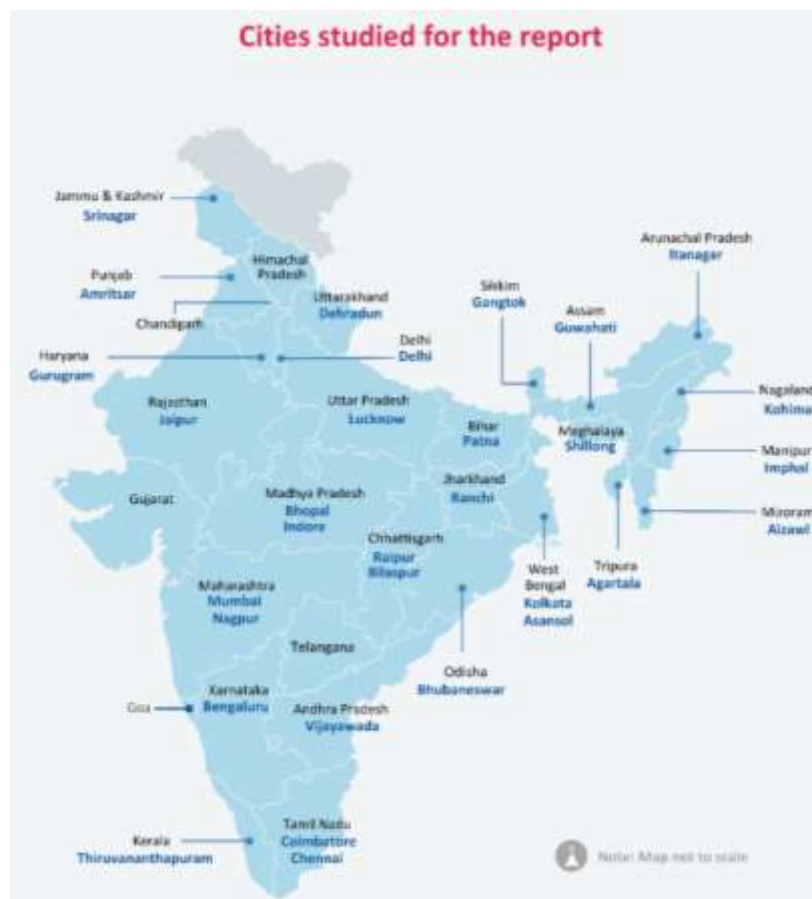 Cities studied for the report
Jammu & Kashmir
Srinagar
Himachal
Pradesh
Arunachal Pradesh
Itanagar
Punjab
Amritsar
Uttarakhand
Dehradun
Sikkim
Gangtok
Assam
Guwahati
Chandigarh
Delhi
Delhi
Haryana
Gurugram
Rajasthan
Jaipur
Uttar Pradesh
Lucknow
Nagaland
Kohima
Bihar
Patna
Meghalaya
Shillong
Manipur
Imphal
Gujarat
Madhya Pradesh
Bhopal
Indore
Jharkhand
Ranchi
Mizoram
Aizawl
Chhattisgarh
Raipur
Bilaspur
West
Bengal
Kolkata
Asansol
Tripura
Agartala
Maharashtra
Mumbai
Nagpur
Telangana
Odisha
Bhubaneswar
Goa
Karnataka
Bengaluru
Andhra Pradesh
Vijayawada
Kerala
Thiruvananthapuram
Tamil Nadu
Coimbatore
Chennai
Note: Map not to scale